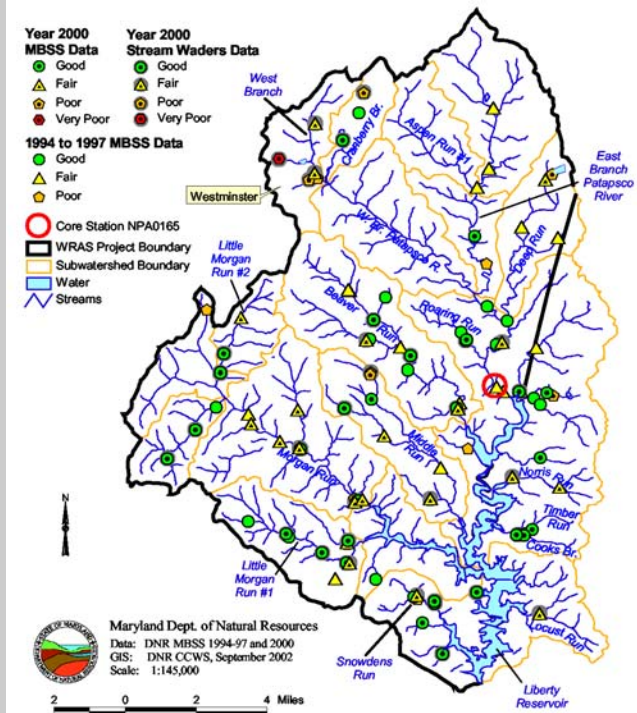 Year 2000
MBSS Data
Good
Fair
Poor
Very Poor
Year 2000
Stream Waders Data
Good
Fair
Poor
Very Poor
1994 to 1997 MBSS Data
Good
Fair
Poor
Core Station NPA0165
WRAS Project Boundary
Subwatershed Boundary
Water
Streams
West
Branch
Cranberry Br.
Aspen Run #1
East
Branch
Patapsco
River
Westminster
W. Br. Patapsco R.
Deep Run
Little
Morgan
Run #2
Beaver
Run
Roaring Run
Middle
Run
Morgan Run
Norris Run
Timber
Run
Cooks Br.
Little
Morgan
Run #1
Locust Run
Snowdens
Run
Liberty
Reservoir
N
Maryland Dept. of Natural Resources
Data: DNR MBSS 1994-97 and 2000
GIS: DNR CCWS, September 2002
Scale: 1:145,000
2 0 2 4 Miles